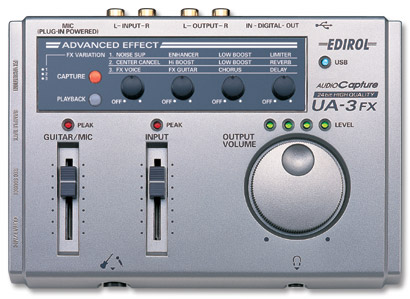 MIC L-INPUT-R L-OUTPUT-R IN-DIGITAL-OUT
(PLUG-IN POWERED)
ADVANCED EFFECT
EDIROL
FX VARIATION 1. NOISE SUP ENHANCER LOW BOOST LIMITER
2. CENTER CANCEL Hi BOOST LOW BOOST REVERB
3. FX VOICE FX GUITAR CHORUS DELAY
USB
CAPTURE
AUDIO Capture
24bit HIGH QUALITY
PLAYBACK
OFF OFF OFF OFF
UA-3FX
PEAK PEAK
GUITAR/MIC INPUT OUTPUT LEVEL
VOLUME